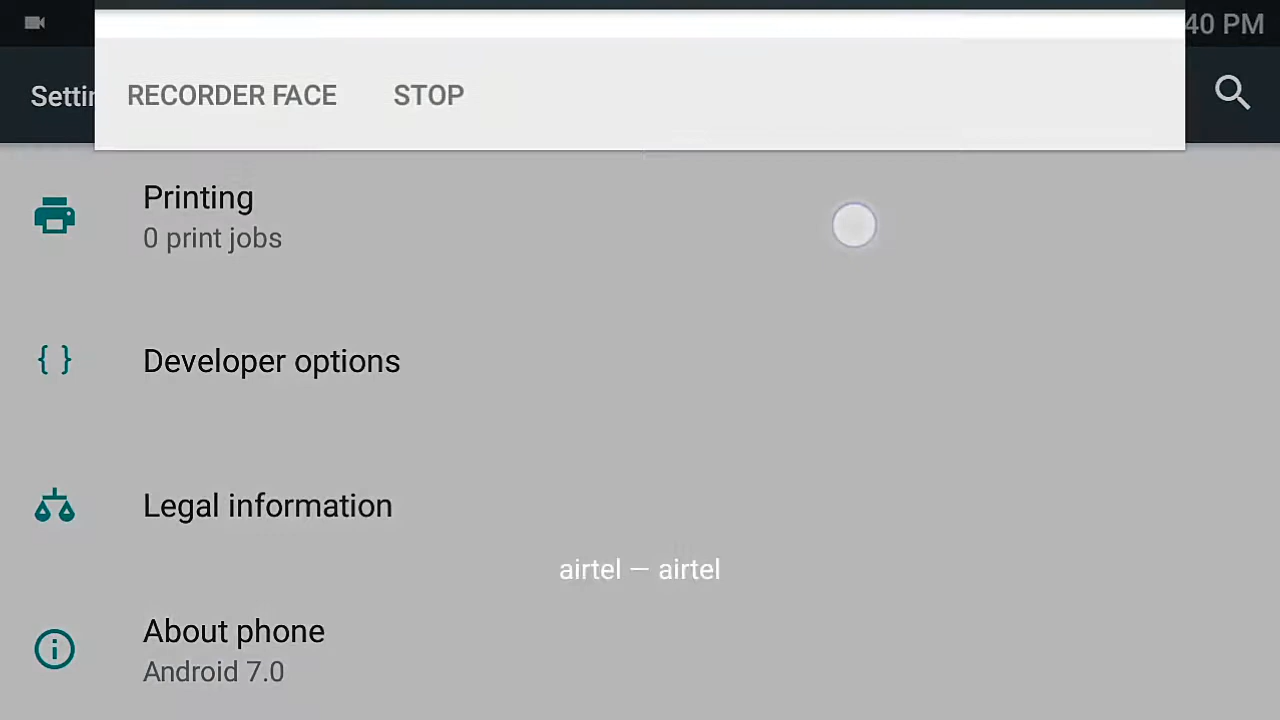 40 PM
Settin
RECORDER FACE STOP
Printing
0 print jobs
Developer options
Legal information
airtel — airtel
About phone
Android 7.0